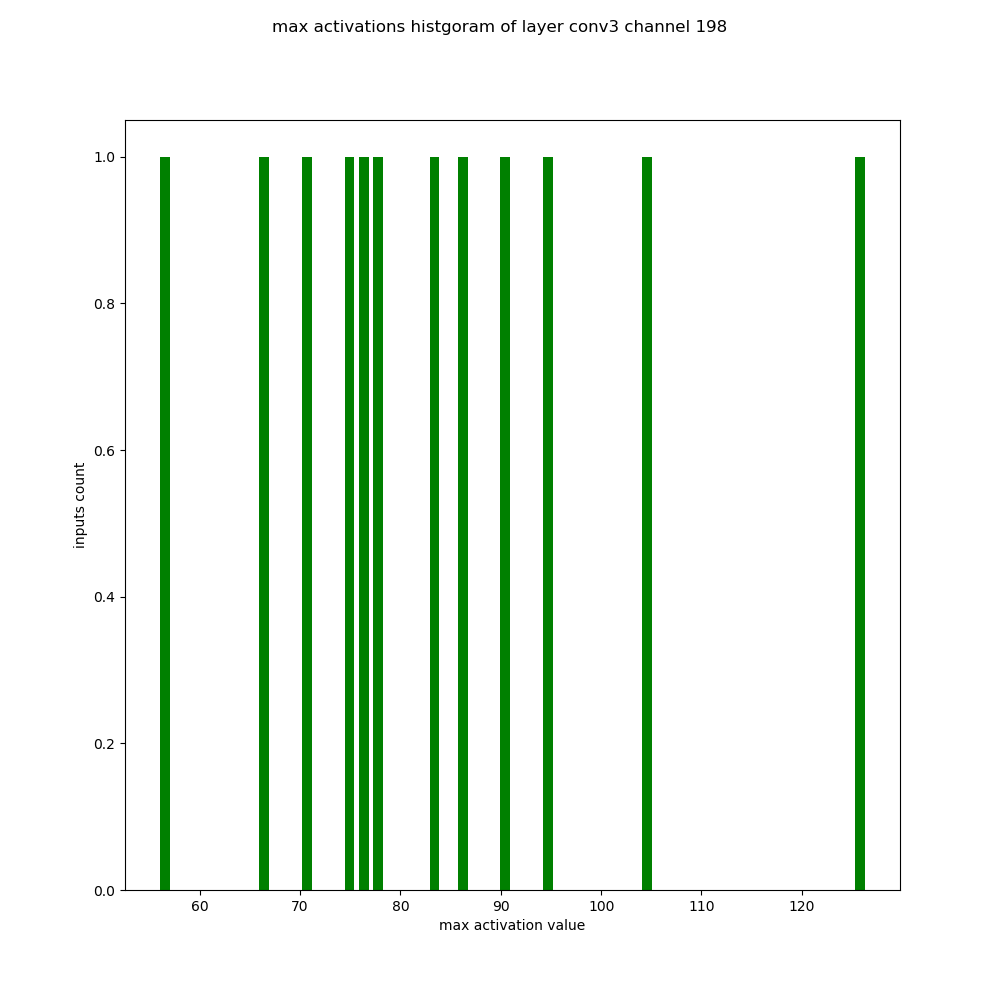 max activations histgoram of layer conv3 channel 198
1.0
0.8
0.6
0.4
0.2
0.0
inputs count
60 70 80 90 100 110 120
max activation value